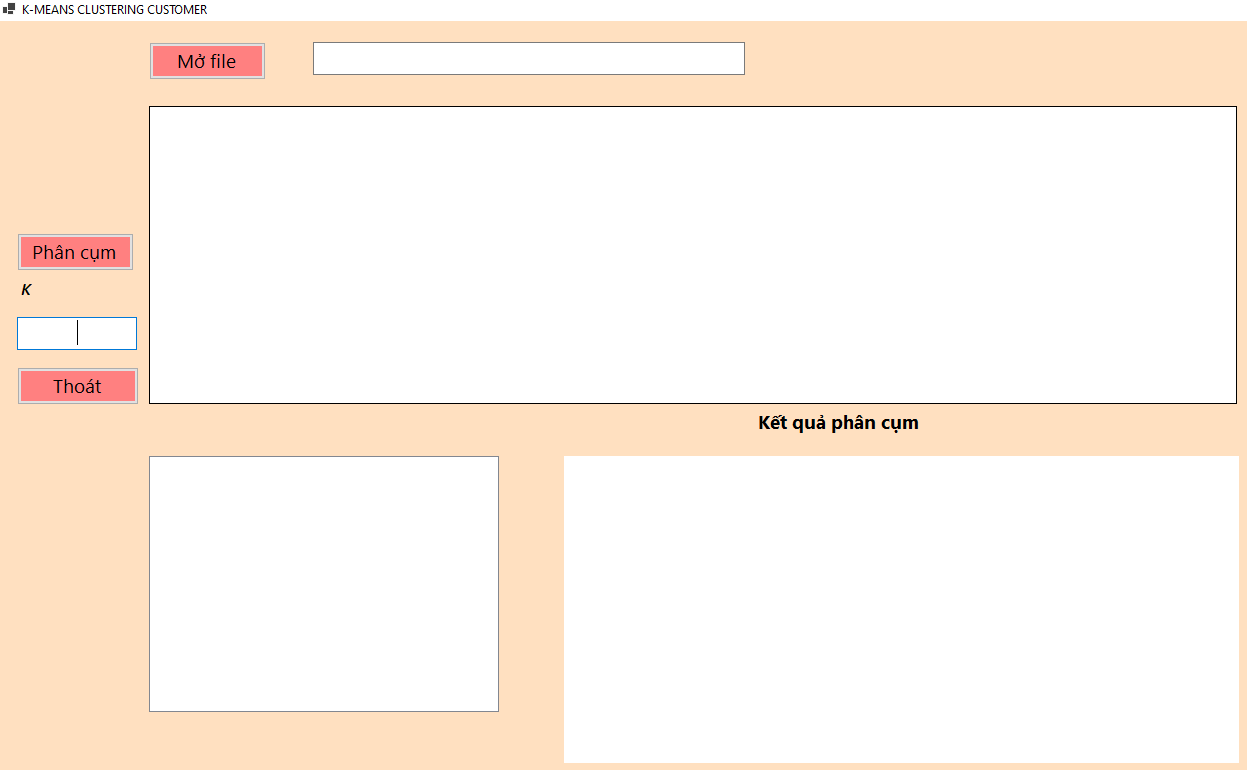 K-MEANS CLUSTERING CUSTOMER
Mở file
Phân cụm
K
Thoát
Kết quả phân cụm